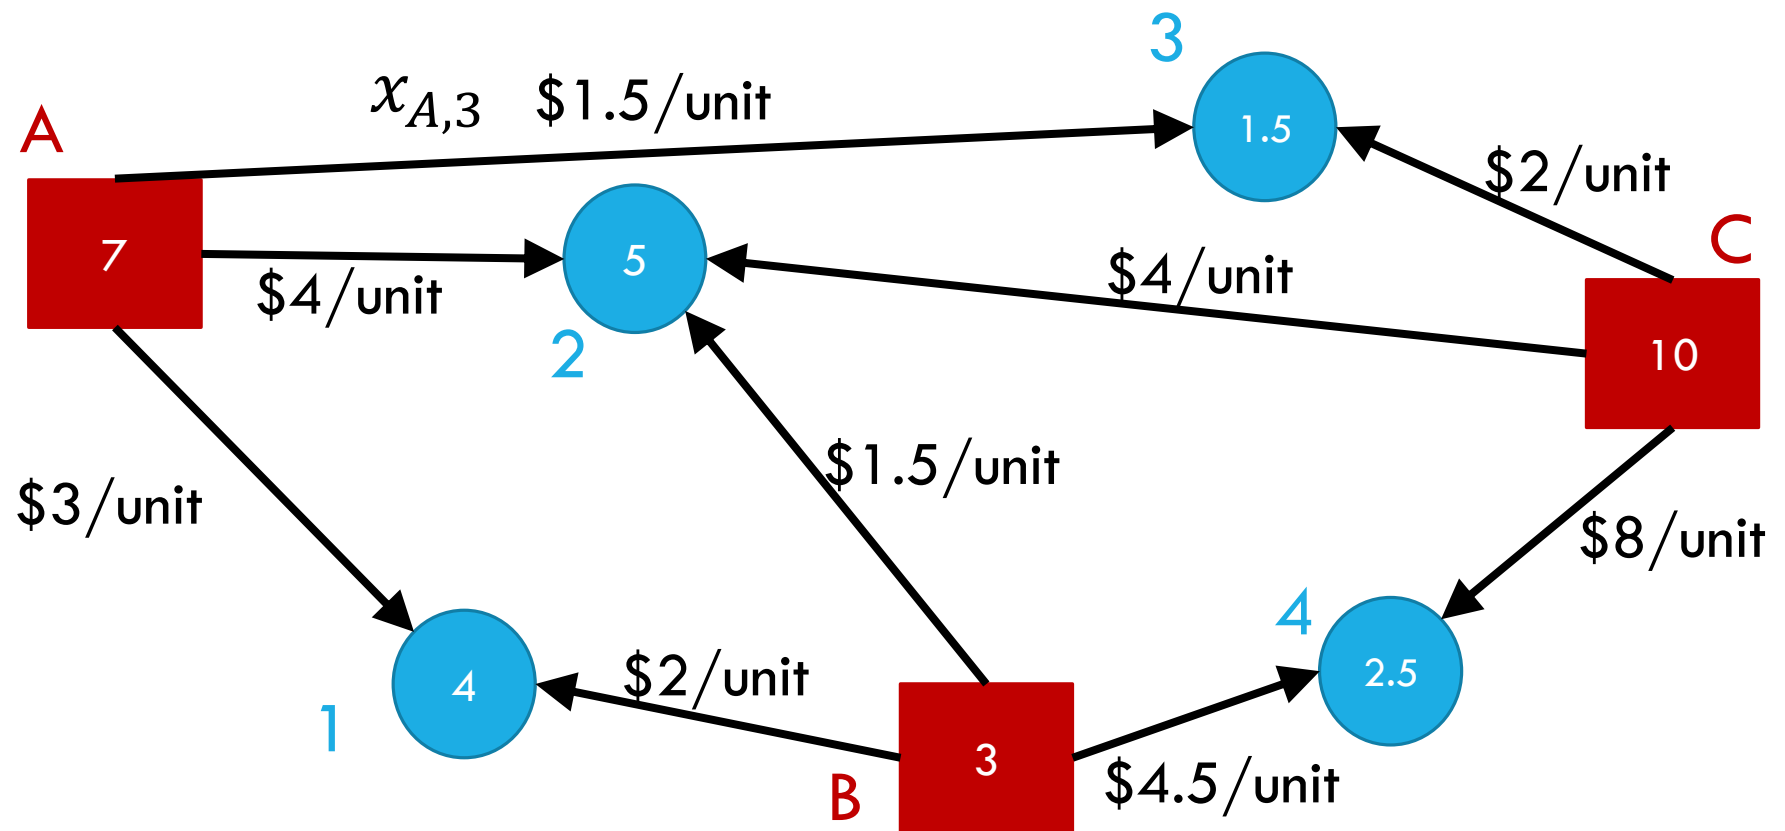 3
x_{A,3} $1.5/unit
A
1.5
$2/unit
C
7
5
$4/unit
$4/unit
2
10
$1.5/unit
$3/unit
$8/unit
4
$2/unit
4
2.5
1
3
B
$4.5/unit